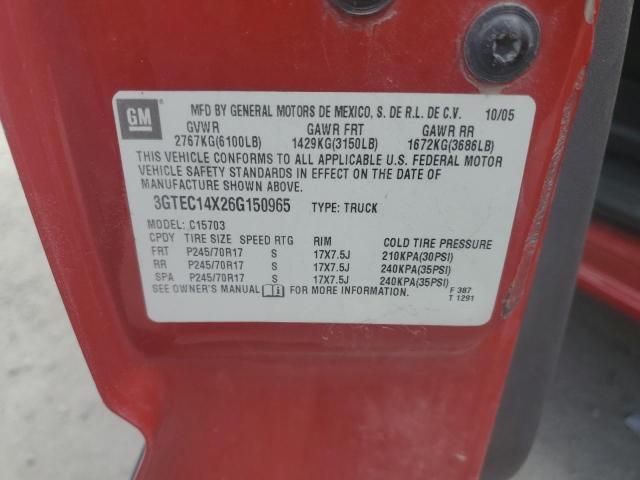 GM
MFD BY GENERAL MOTORS DE MEXICO, S. DE R.L. DE C.V. 10/05
GVWR GAWR FRT GAWR RR
2767KG(6100LB) 1429KG(3150LB) 1672KG(3686LB)
THIS VEHICLE CONFORMS TO ALL APPLICABLE U.S. FEDERAL MOTOR
VEHICLE SAFETY STANDARDS IN EFFECT ON THE DATE OF
MANUFACTURE SHOWN ABOVE.
3GTEC14X26G150965 TYPE: TRUCK
MODEL: C15703
CPDY TIRE SIZE SPEED RTG RIM COLD TIRE PRESSURE
FRT P245/70R17 S 17X7.5J 210KPA(30PSI)
RR P245/70R17 S 17X7.5J 240KPA(35PSI)
SPA P245/70R17 S 17X7.5J 240KPA(35PSI)
SEE OWNER'S MANUAL FOR MORE INFORMATION.
F 387
T 1291